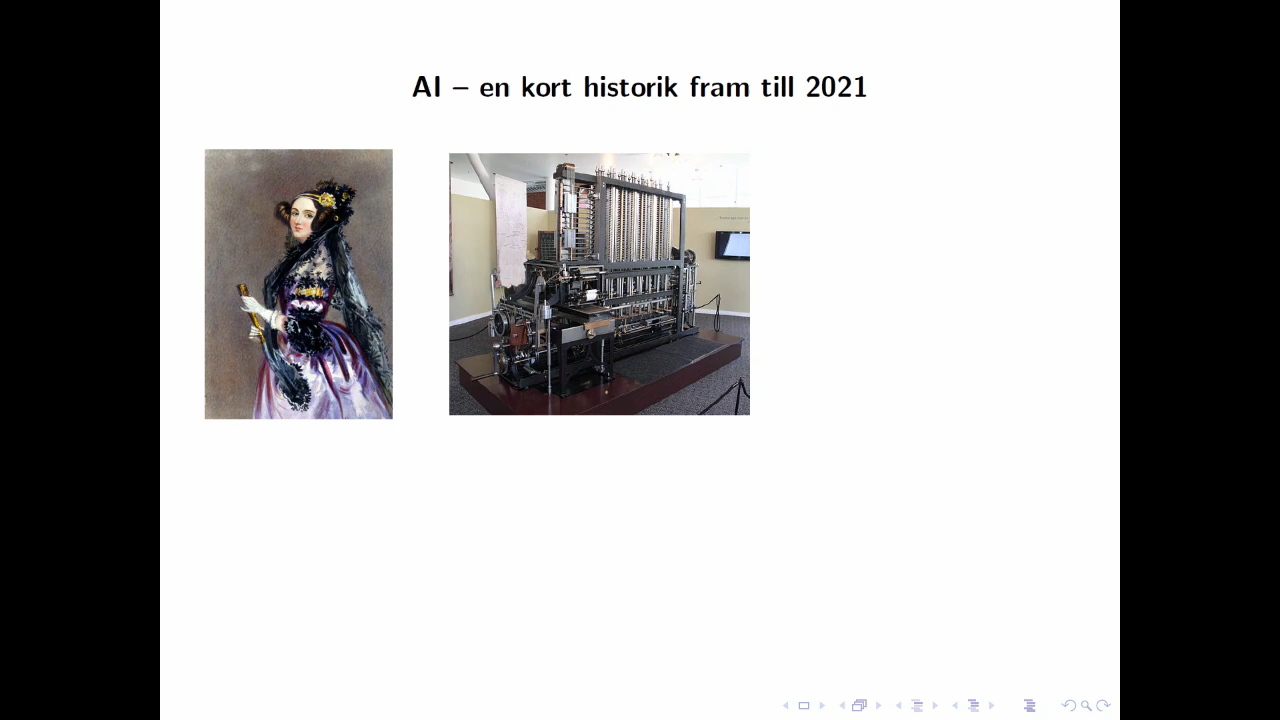 AI – en kort historik fram till 2021